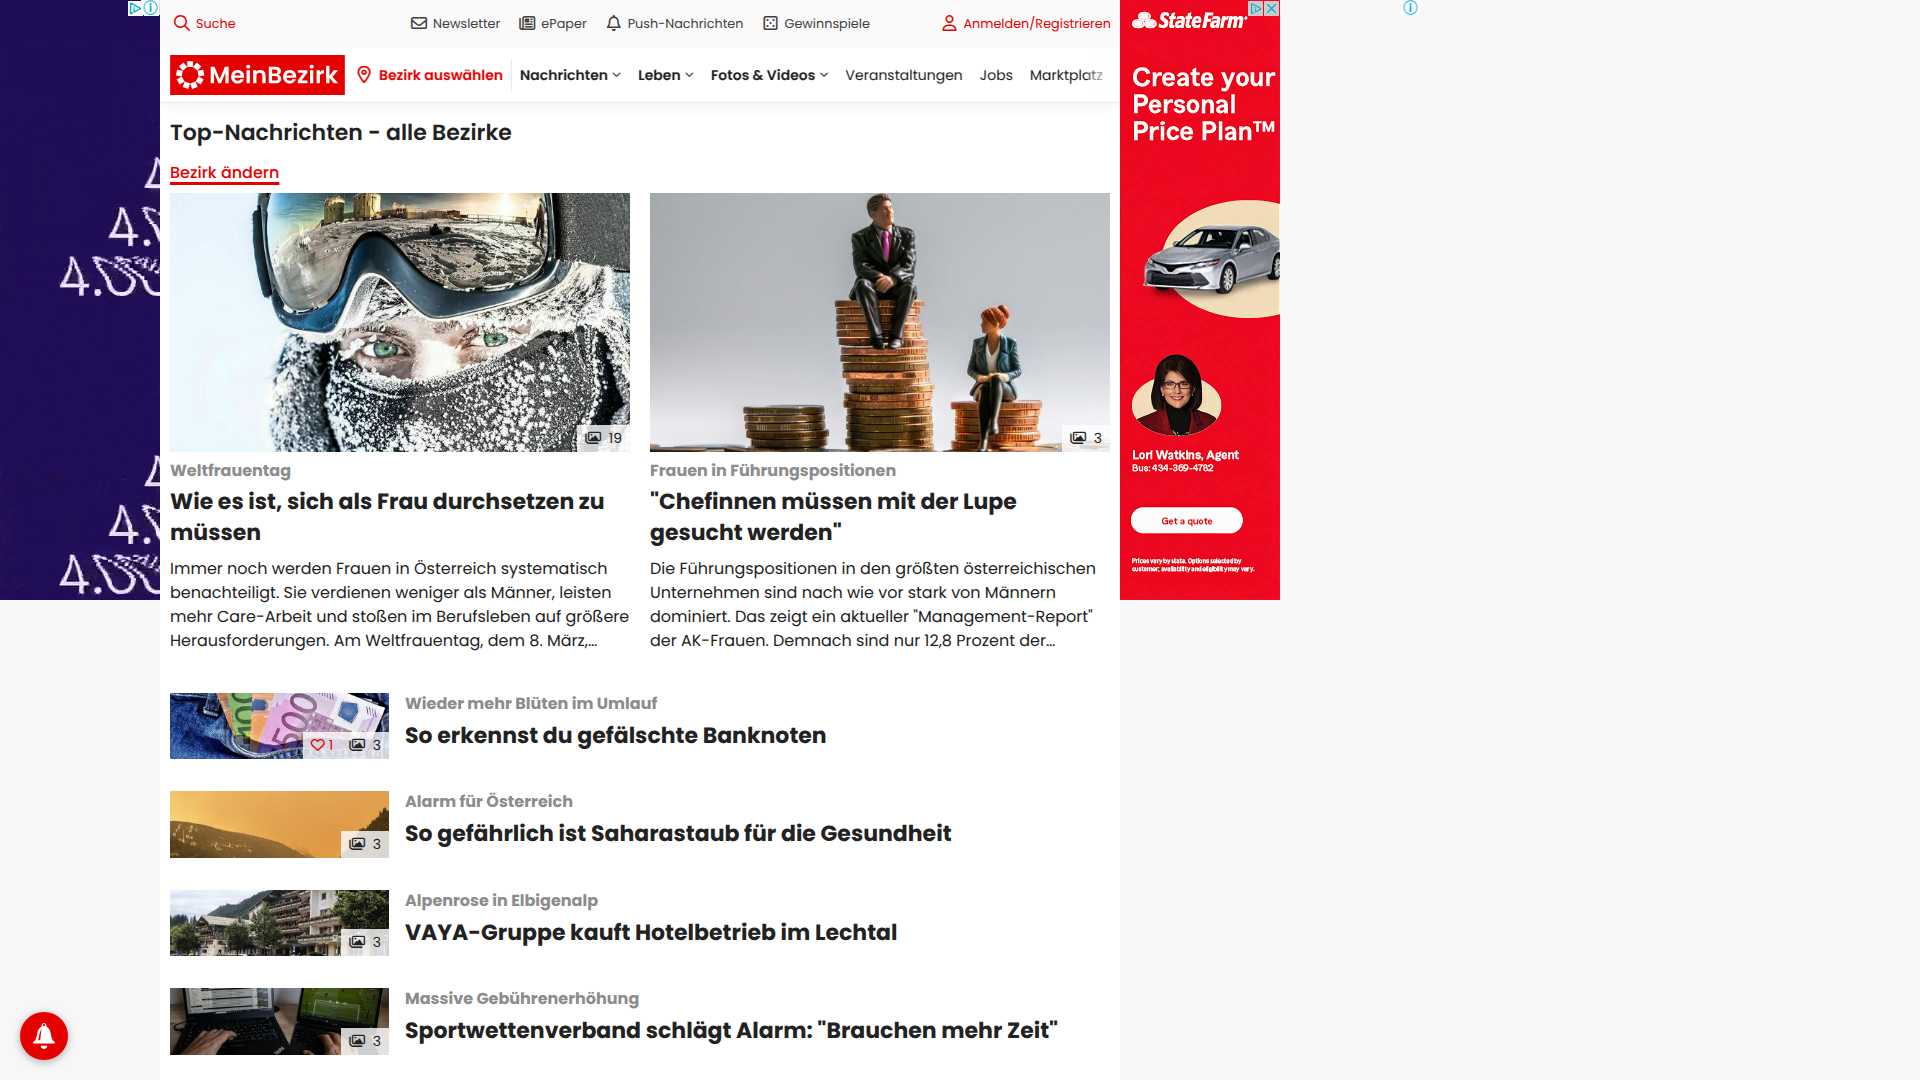 Suche
Newsletter
ePaper
Push-Nachrichten
Gewinnspiele
Anmelden/Registrieren
MeinBezirk
Bezirk auswählen
Nachrichten
Leben
Fotos & Videos
Veranstaltungen
Jobs
Marktplatz
Top-Nachrichten - alle Bezirke
Bezirk ändern
19
Weltfrauentag
Wie es ist, sich als Frau durchsetzen zu
müssen
Immer noch werden Frauen in Österreich systematisch
benachteiligt. Sie verdienen weniger als Männer, leisten
mehr Care-Arbeit und stoßen im Berufsleben auf größere
Herausforderungen. Am Weltfrauentag, dem 8. März,...
3
Frauen in Führungspositionen
"Chefinnen müssen mit der Lupe
gesucht werden"
Die Führungspositionen in den größten österreichischen
Unternehmen sind nach wie vor stark von Männern
dominiert. Das zeigt ein aktueller "Management-Report"
der AK-Frauen. Demnach sind nur 12,8 Prozent der...
1
3
Wieder mehr Blüten im Umlauf
So erkennst du gefälschte Banknoten
3
Alarm für Österreich
So gefährlich ist Saharastaub für die Gesundheit
3
Alpenrose in Elbigenalp
VAYA-Gruppe kauft Hotelbetrieb im Lechtal
3
Massive Gebührenerhöhung
Sportwettenverband schlägt Alarm: "Brauchen mehr Zeit"
State Farm
Create your
Personal
Price Plan™
Lori Watkins, Agent
Bus: 434-369-4782
Get a quote
Prices vary by state. Options selected by
customer; availability and eligibility may vary.